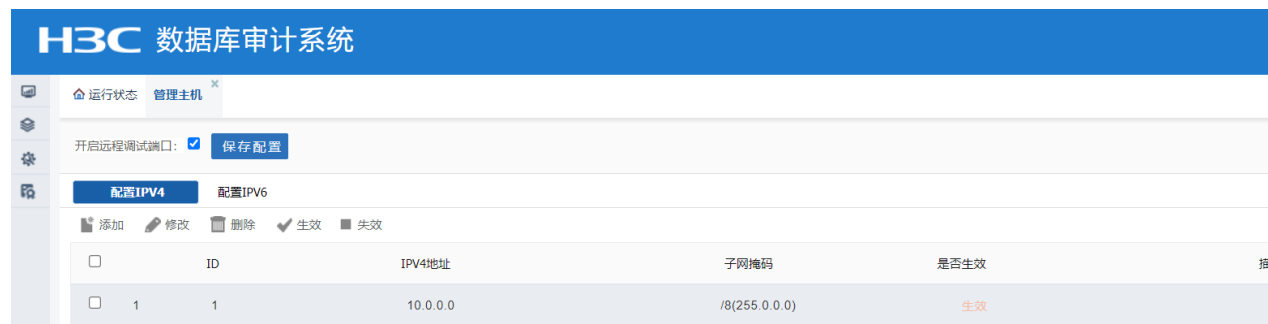 H3C 数据库审计系统
运行状态 管理主机
开启远程调试端口: 保存配置
配置IPV4 配置IPV6
添加 修改 删除 生效 失效
ID IPV4地址 子网掩码 是否生效
1 1 10.0.0.0 /8(255.0.0.0) 生效